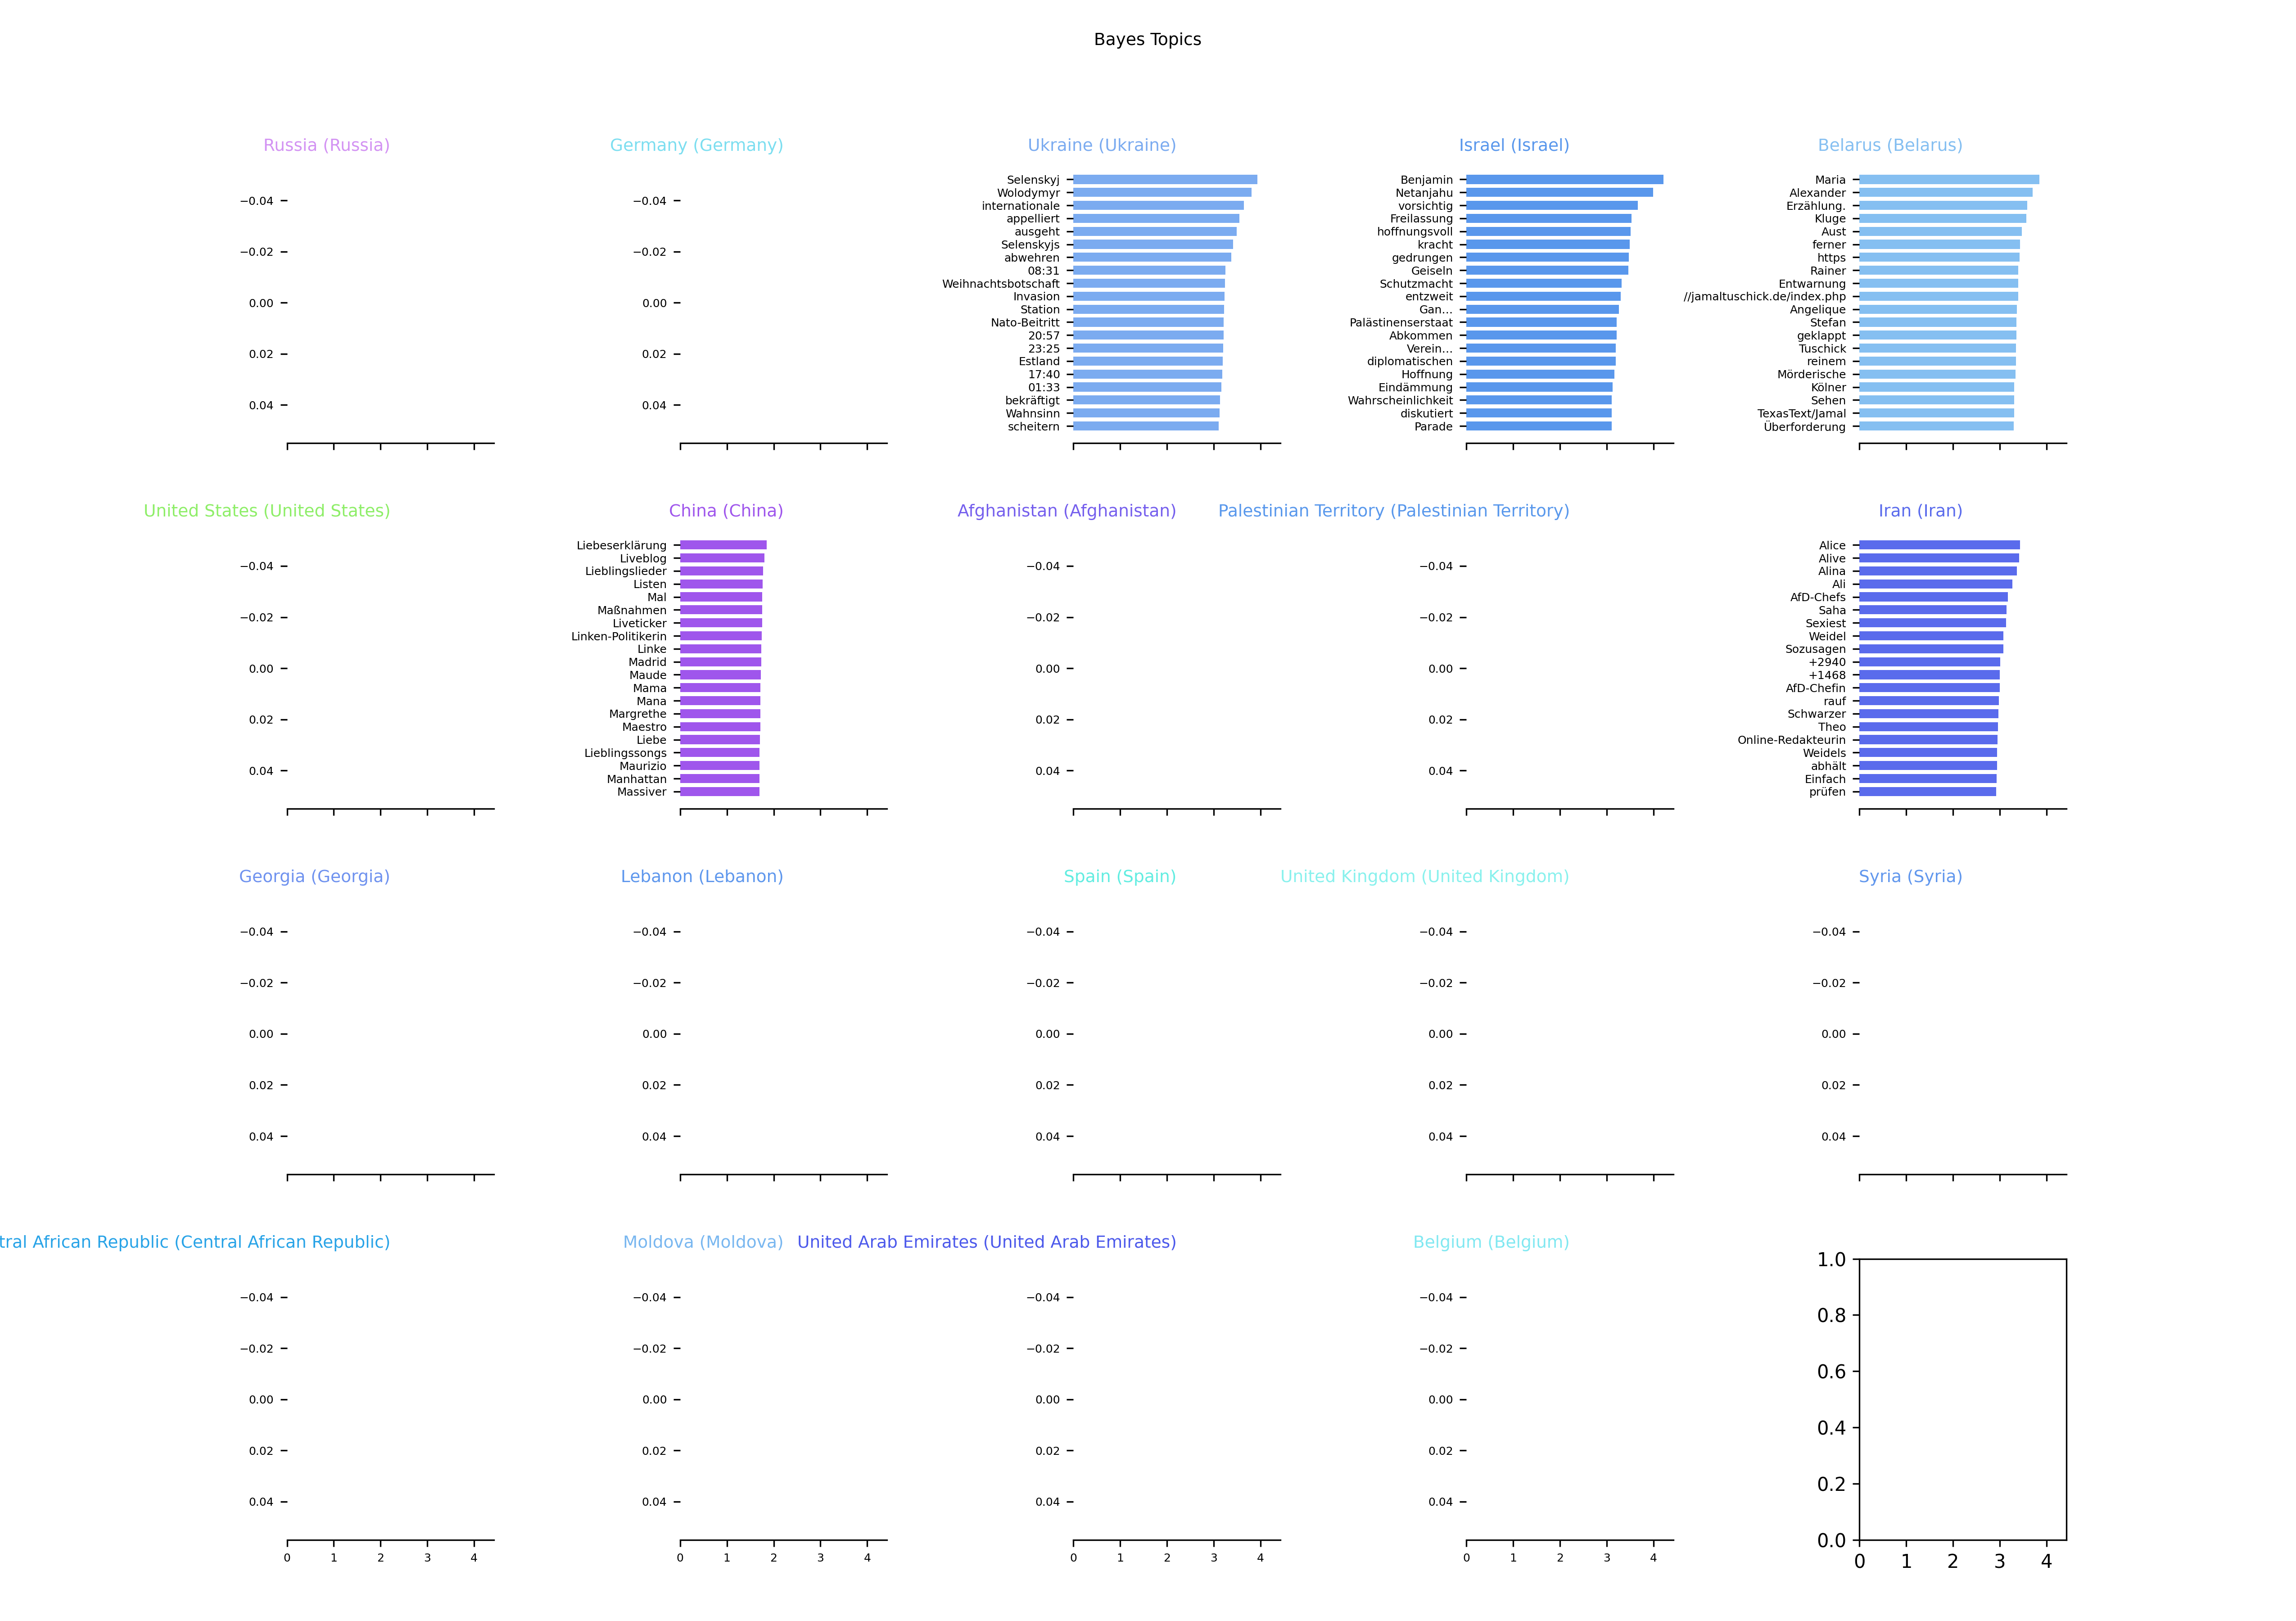 Bayes Topics
Russia (Russia)
−0.04
−0.02
0.00
0.02
0.04
Germany (Germany)
−0.04
−0.02
0.00
0.02
0.04
Ukraine (Ukraine)
Selenskyj
Wolodymyr
internationale
appelliert
ausgeht
Selenskyjs
abwehren
08:31
Weihnachtsbotschaft
Invasion
Station
Nato-Beitritt
20:57
23:25
Estland
17:40
01:33
bekräftigt
Wahnsinn
scheitern
Israel (Israel)
Benjamin
Netanjahu
vorsichtig
Freilassung
hoffnungsvoll
kracht
gedrungen
Geiseln
Schutzmacht
entzweit
Gan…
Palästinenserstaat
Abkommen
Verein…
diplomatischen
Hoffnung
Eindämmung
Wahrscheinlichkeit
diskutiert
Parade
Belarus (Belarus)
Maria
Alexander
Erzählung.
Kluge
Aust
ferner
https
Rainer
Entwarnung
//jamaltuschick.de/index.php
Angelique
Stefan
geklappt
Tuschick
reinem
Mörderische
Kölner
Sehen
TexasText/Jamal
Überforderung
United States (United States)
−0.04
−0.02
0.00
0.02
0.04
China (China)
Liebeserklärung
Liveblog
Lieblingslieder
Listen
Mal
Maßnahmen
Liveticker
Linken-Politikerin
Linke
Madrid
Maude
Mama
Mana
Margrethe
Maestro
Liebe
Lieblingssongs
Maurizio
Manhattan
Massiver
Afghanistan (Afghanistan)
−0.04
−0.02
0.00
0.02
0.04
Palestinian Territory (Palestinian Territory)
−0.04
−0.02
0.00
0.02
0.04
Iran (Iran)
Alice
Alive
Alina
Ali
AfD-Chefs
Saha
Sexiest
Weidel
Sozusagen
+2940
+1468
AfD-Chefin
rauf
Schwarzer
Theo
Online-Redakteurin
Weidels
abhält
Einfach
prüfen
Georgia (Georgia)
−0.04
−0.02
0.00
0.02
0.04
Lebanon (Lebanon)
−0.04
−0.02
0.00
0.02
0.04
Spain (Spain)
−0.04
−0.02
0.00
0.02
0.04
United Kingdom (United Kingdom)
−0.04
−0.02
0.00
0.02
0.04
Syria (Syria)
−0.04
−0.02
0.00
0.02
0.04
tral African Republic (Central African Republic)
−0.04
−0.02
0.00
0.02
0.04
0 1 2 3 4
Moldova (Moldova)
−0.04
−0.02
0.00
0.02
0.04
0 1 2 3 4
United Arab Emirates (United Arab Emirates)
−0.04
−0.02
0.00
0.02
0.04
0 1 2 3 4
Belgium (Belgium)
−0.04
−0.02
0.00
0.02
0.04
0 1 2 3 4
1.0
0.8
0.6
0.4
0.2
0.0
0 1 2 3 4